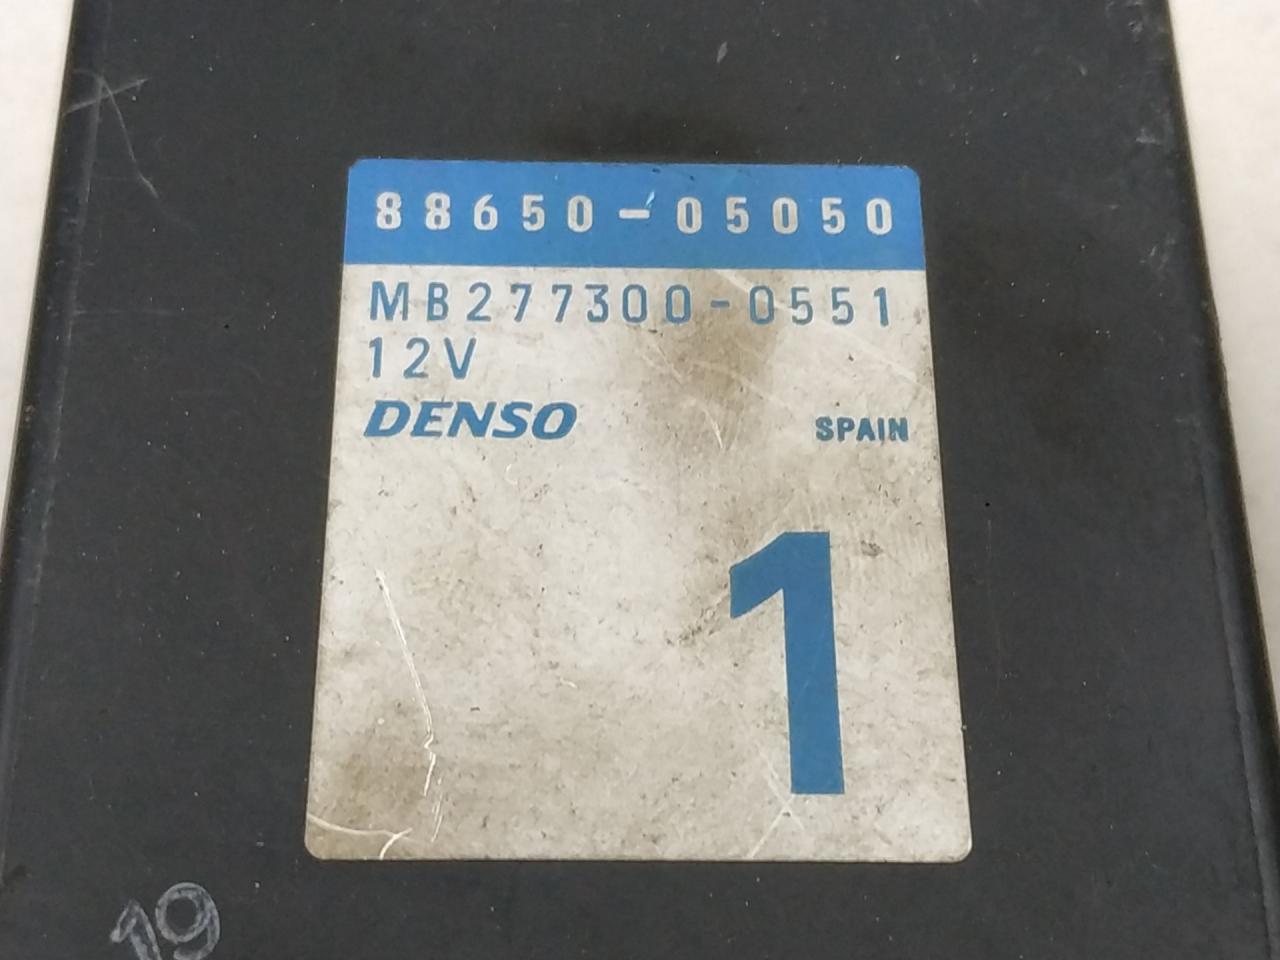 88650-05050
MB277300-0551
12V
DENSO SPAIN
1
19